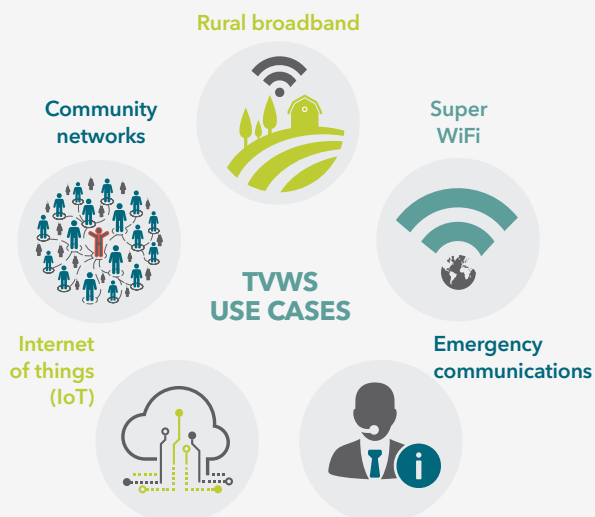 Rural broadband
Community
networks
Super
WiFi
TVWS
USE CASES
Internet
of things
(IoT)
Emergency
communications
i